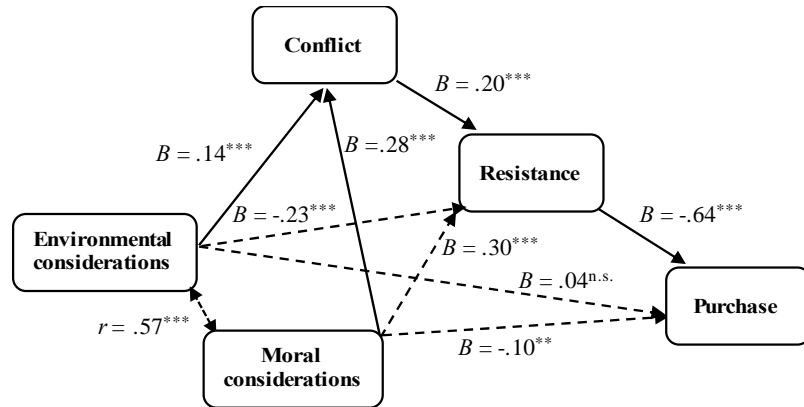 Conflict
B = .20***
B = .14***
B =.28***
Resistance
B = -.23***
B = -.64***
Environmental
considerations
B = .30***
B = .04n.s.
Purchase
r = .57***
Moral
considerations
B = -.10**